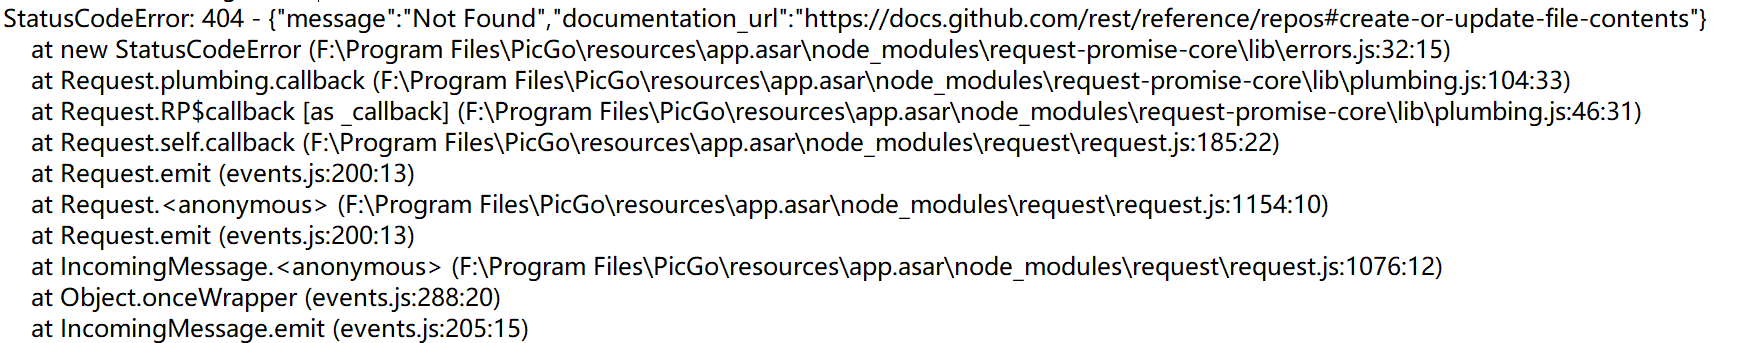 StatusCodeError: 404 - {"message":"Not Found","documentation_url":"https://docs.github.com/rest/reference/repos#create-or-update-file-contents"}
at new StatusCodeError (F:\Program Files\PicGo\resources\app.asar\node_modules\request-promise-core\lib\errors.js:32:15)
at Request.plumbing.callback (F:\Program Files\PicGo\resources\app.asar\node_modules\request-promise-core\lib\plumbing.js:104:33)
at Request.RP$callback [as _callback] (F:\Program Files\PicGo\resources\app.asar\node_modules\request-promise-core\lib\plumbing.js:46:31)
at Request.self.callback (F:\Program Files\PicGo\resources\app.asar\node_modules\request\request.js:185:22)
at Request.emit (events.js:200:13)
at Request.<anonymous> (F:\Program Files\PicGo\resources\app.asar\node_modules\request\request.js:1154:10)
at Request.emit (events.js:200:13)
at IncomingMessage.<anonymous> (F:\Program Files\PicGo\resources\app.asar\node_modules\request\request.js:1076:12)
at Object.onceWrapper (events.js:288:20)
at IncomingMessage.emit (events.js:205:15)